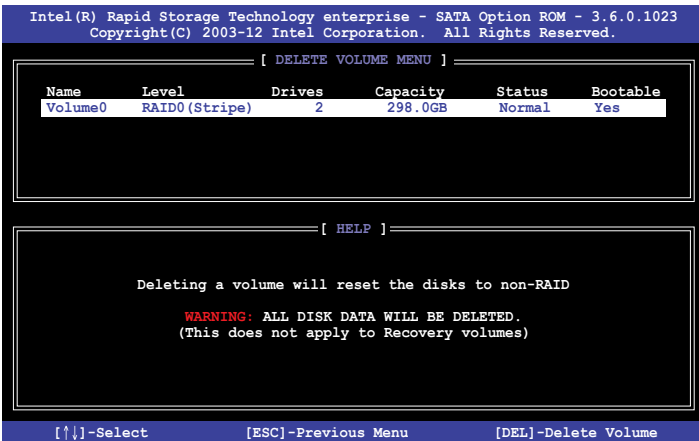 Intel(R) Rapid Storage Technology enterprise - SATA Option ROM - 3.6.0.1023
Copyright(C) 2003-12 Intel Corporation. All Rights Reserved.
[ DELETE VOLUME MENU ]
Name Level Drives Capacity Status Bootable
Volume0 RAID0(Stripe) 2 298.0GB Normal Yes
[ HELP ]
Deleting a volume will reset the disks to non-RAID
WARNING: ALL DISK DATA WILL BE DELETED.
(This does not apply to Recovery volumes)
[↑↓]-Select [ESC]-Previous Menu [DEL]-Delete Volume